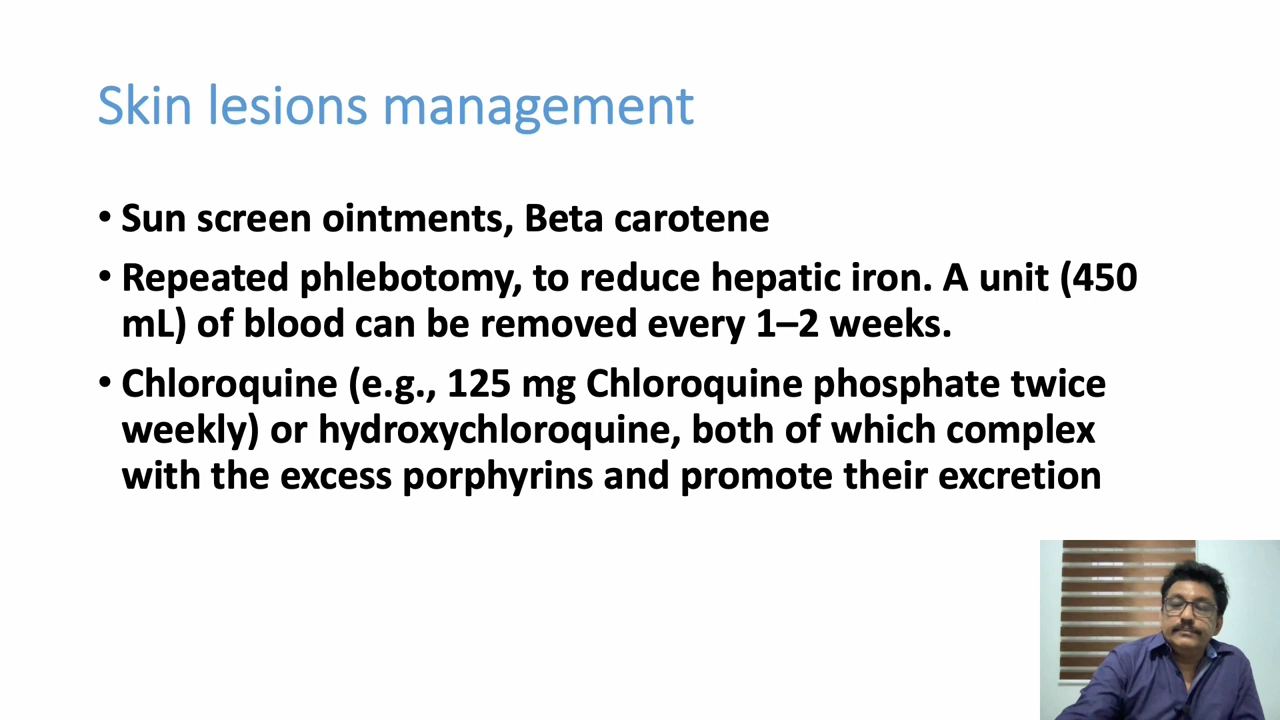 Skin lesions management
• Sun screen ointments, Beta carotene
• Repeated phlebotomy, to reduce hepatic iron. A unit (450
mL) of blood can be removed every 1–2 weeks.
• Chloroquine (e.g., 125 mg Chloroquine phosphate twice
weekly) or hydroxychloroquine, both of which complex
with the excess porphyrins and promote their excretion